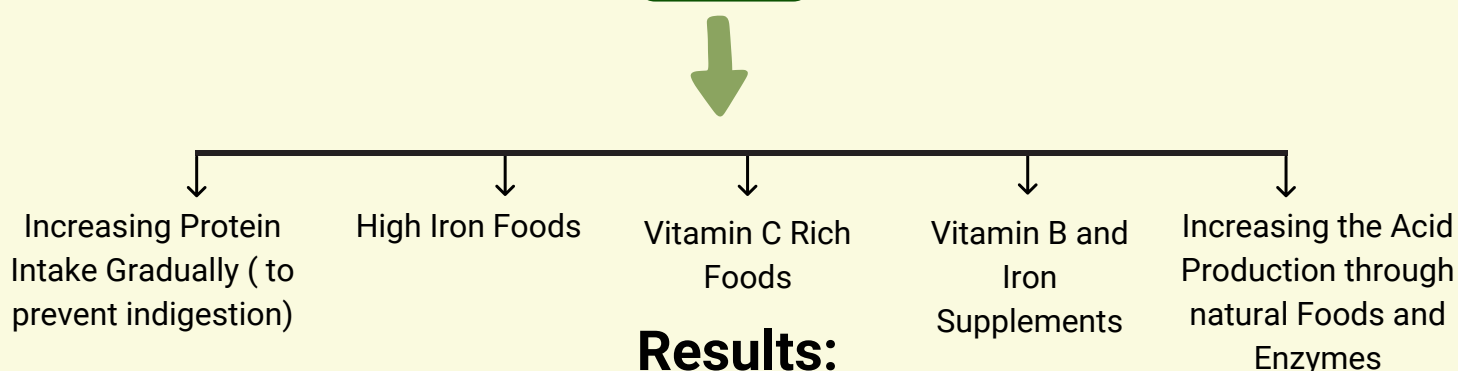 Increasing Protein
Intake Gradually ( to
prevent indigestion)
High Iron Foods
Vitamin C Rich
Foods
Vitamin B and
Iron
Supplements
Increasing the Acid
Production through
natural Foods and
Enzymes
Results: